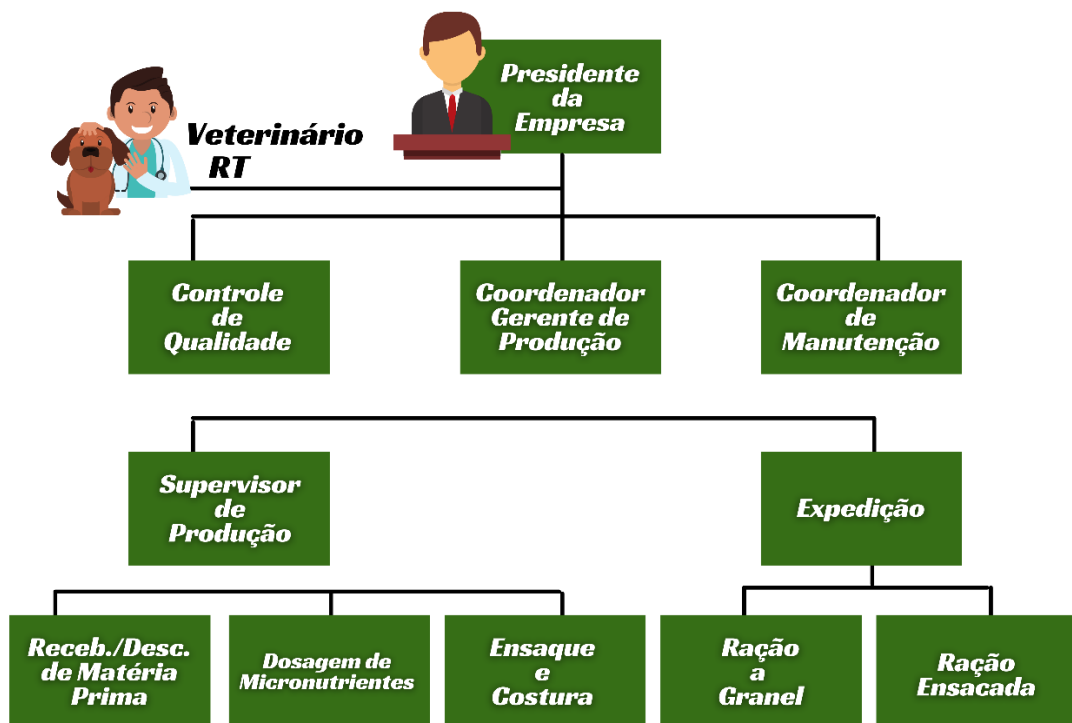 Presidente
da
Empresa
Veterinário
RT
Controle
de
Qualidade
Coordenador
Gerente de
Produção
Coordenador
de
Manutenção
Supervisor
de
Produção
Expedição
Receb./Desc.
de Matéria
Prima
Dosagem de
Micronutrientes
Ensaque
e
Costura
Ração
a
Granel
Ração
Ensacada